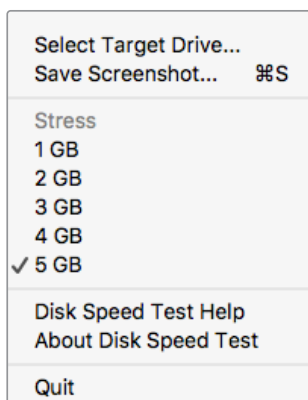 Select Target Drive...
Save Screenshot... ⌘S
Stress
1 GB
2 GB
3 GB
4 GB
✓ 5 GB
Disk Speed Test Help
About Disk Speed Test
Quit